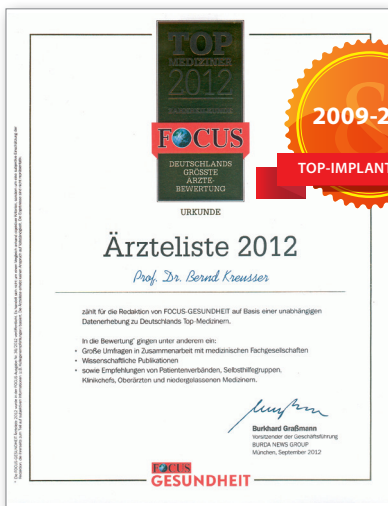 TOP
MEDIZINER
2012
FOCUS
DEUTSCHLANDS
GRÖSSTE
ÄRZTE-
BEWERTUNG
2009-2
TOP-IMPLANT
URKUNDE
Ärzteliste 2012
Prof. Dr. Bernd Kreusser
zählt für die Redaktion von FOCUS-GESUNDHEIT auf Basis einer unabhängigen
Datenerhebung zu Deutschlands Top-Medizinern.
In die Bewertung* gingen unter anderem ein:
• Große Umfragen in Zusammenarbeit mit medizinischen Fachgesellschaften
• Wissenschaftliche Publikationen
• sowie Empfehlungen von Patientenverbänden, Selbsthilfegruppen,
Klinikchefs, Oberärzten und niedergelassenen Medizinern.
Burkhard Graßmann
Vorsitzender der Geschäftsführung
BURDA NEWS GROUP
München, September 2012
FOCUS
GESUNDHEIT